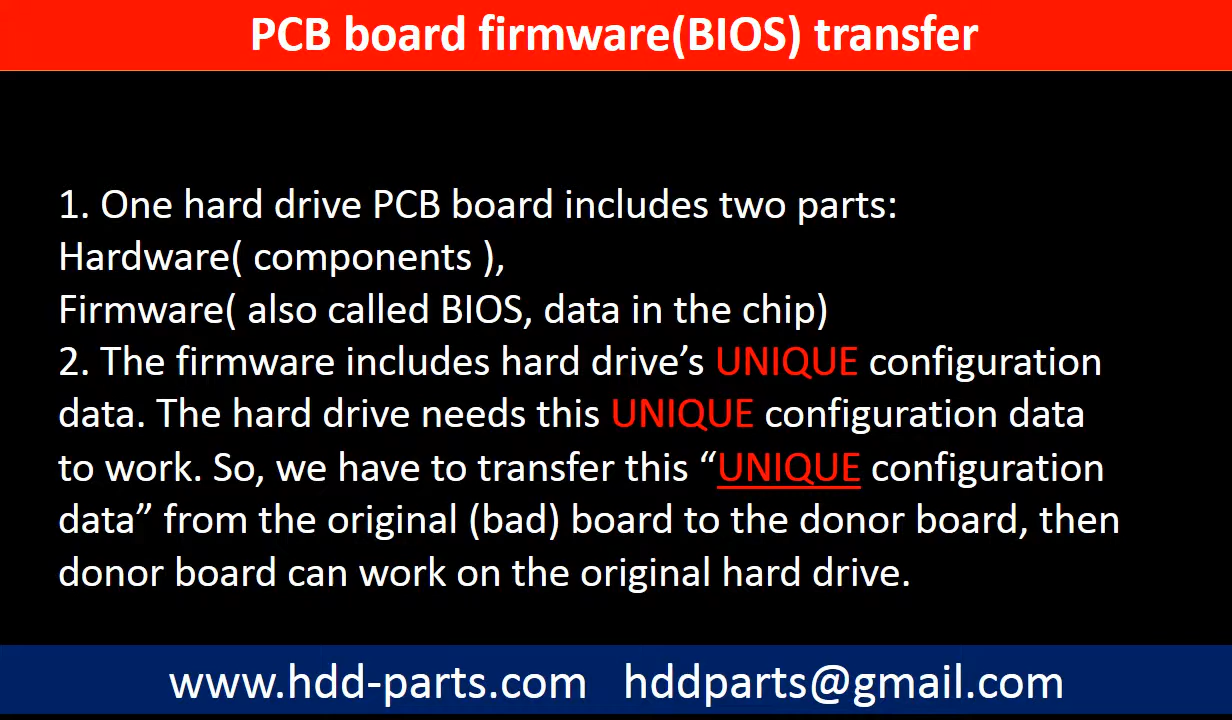 PCB board firmware(BIOS) transfer
1. One hard drive PCB board includes two parts:
Hardware( components ),
Firmware( also called BIOS, data in the chip)
2. The firmware includes hard drive’s UNIQUE configuration
data. The hard drive needs this UNIQUE configuration data
to work. So, we have to transfer this “UNIQUE configuration
data” from the original (bad) board to the donor board, then
donor board can work on the original hard drive.
www.hdd-parts.com hddparts@gmail.com